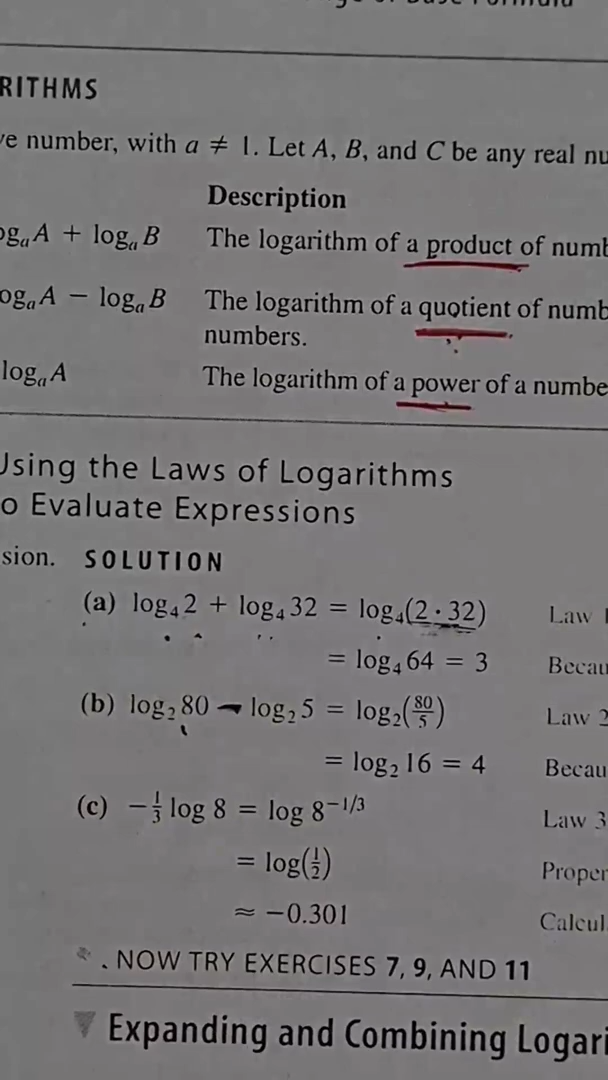 RITHMS
e number, with a ≠ 1. Let A, B, and C be any real nu
Description
og_a A + log_a B The logarithm of a product of numb
og_a A − log_a B The logarithm of a quotient of numb
numbers.
log_a A The logarithm of a power of a numbe
Using the Laws of Logarithms
o Evaluate Expressions
sion. SOLUTION
(a) log₄ 2 + log₄ 32 = log₄(2 · 32) Law
= log₄ 64 = 3 Becau
(b) log₂ 80 − log₂ 5 = log₂(80/5) Law 2
= log₂ 16 = 4 Becau
(c) −1/3 log 8 = log 8^(−1/3) Law 3
= log(1/2) Proper
≈ −0.301 Calcul
. NOW TRY EXERCISES 7, 9, AND 11
Expanding and Combining Logari